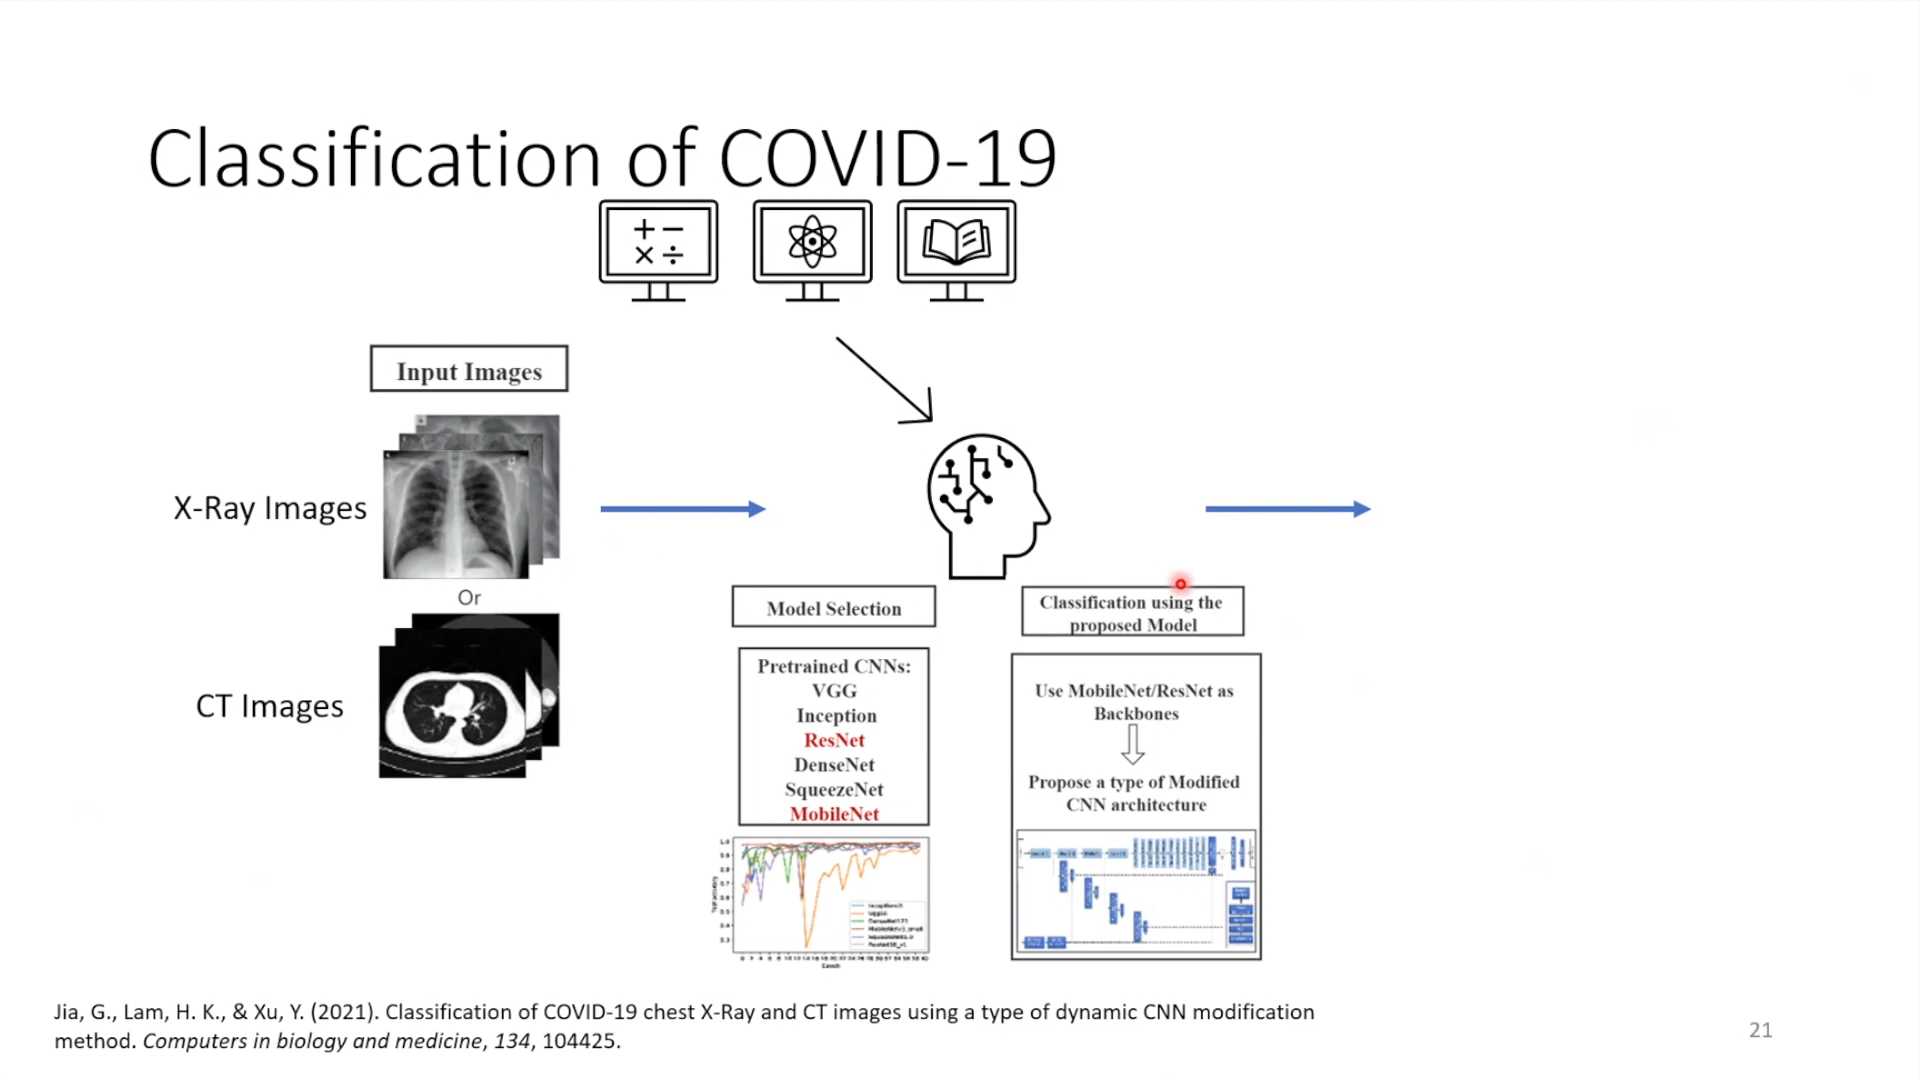 Classification of COVID-19
+ −
× ÷
Input Images
X-Ray Images
Or
CT Images
Model Selection
Pretrained CNNs:
VGG
Inception
ResNet
DenseNet
SqueezeNet
MobileNet
Epoch
Classification using the
proposed Model
Use MobileNet/ResNet as
Backbones
Propose a type of Modified
CNN architecture
Jia, G., Lam, H. K., & Xu, Y. (2021). Classification of COVID-19 chest X-Ray and CT images using a type of dynamic CNN modification
method. Computers in biology and medicine, 134, 104425.
21